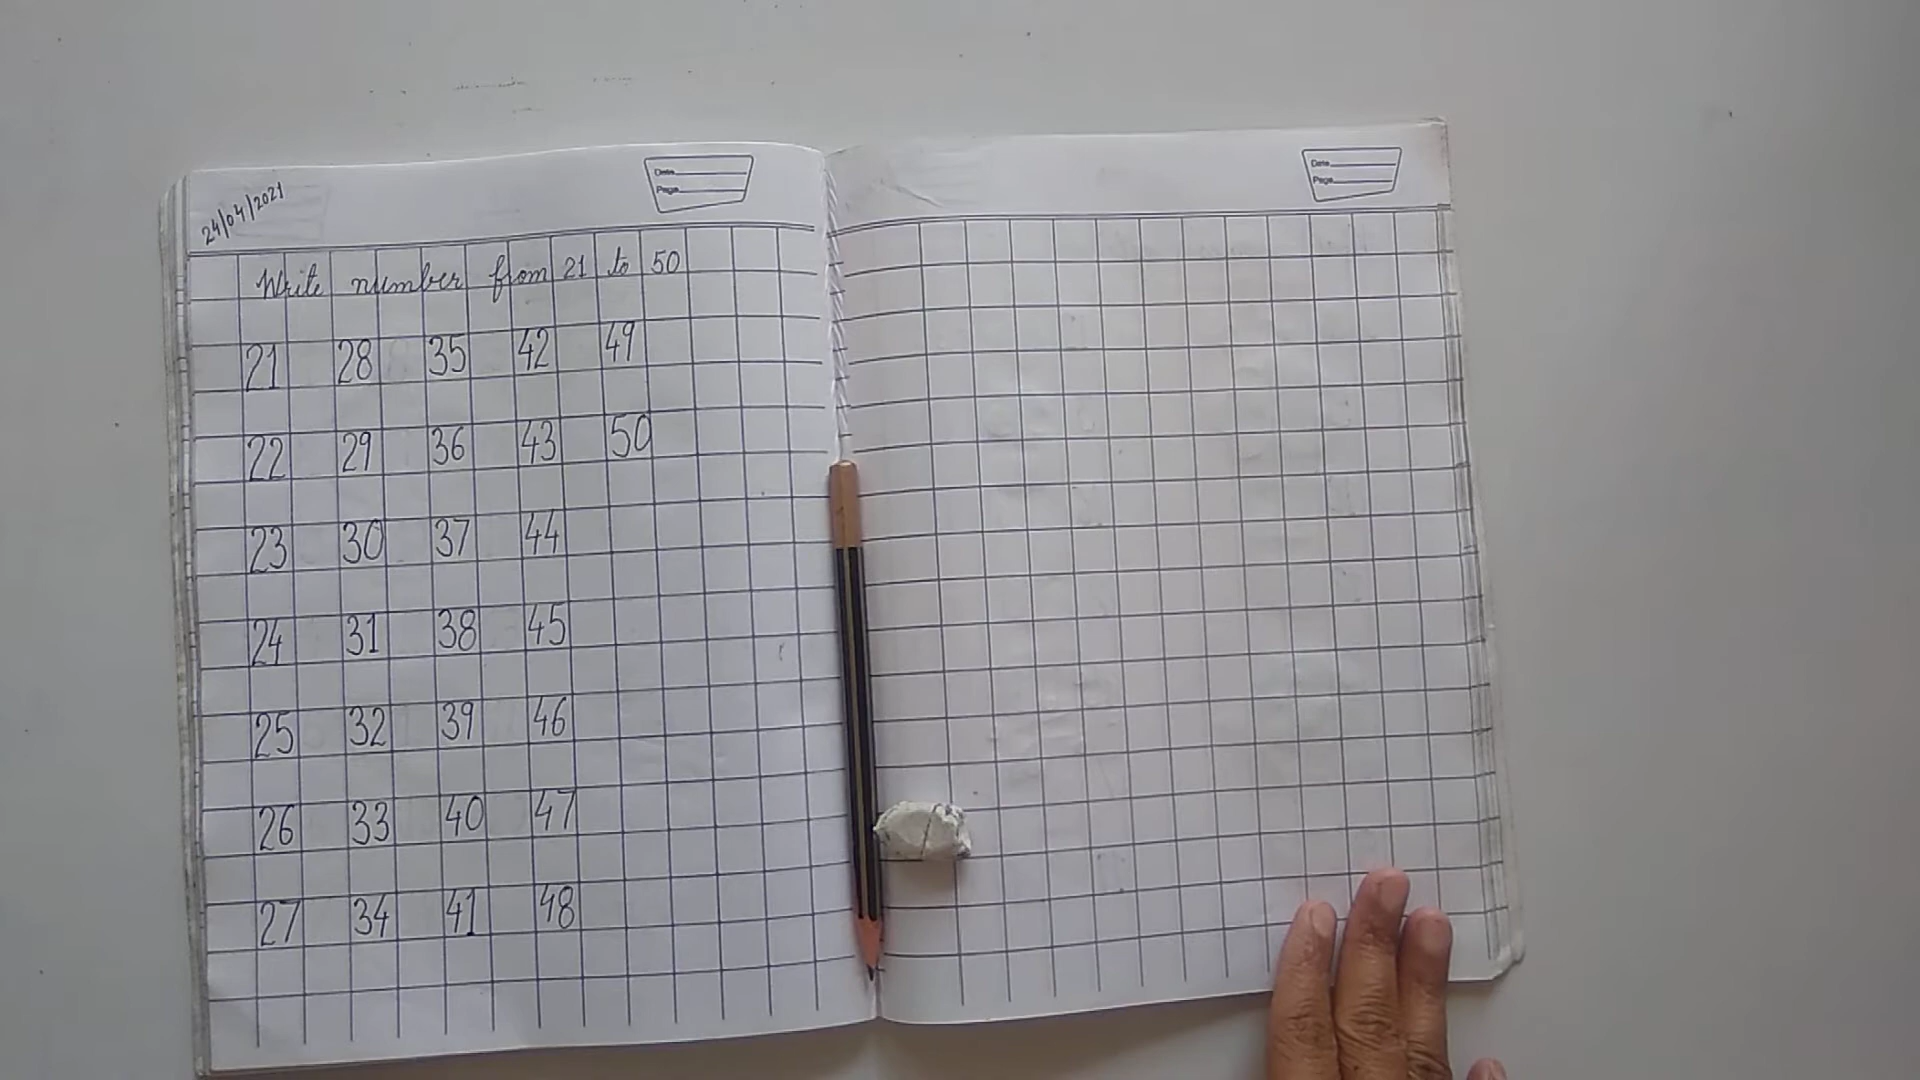 24/04/2021
Date
Page
Write number from 21 to 50
21 28 35 42 49
22 29 36 43 50
23 30 37 44
24 31 38 45
25 32 39 46
26 33 40 47
27 34 41 48
Date
Page